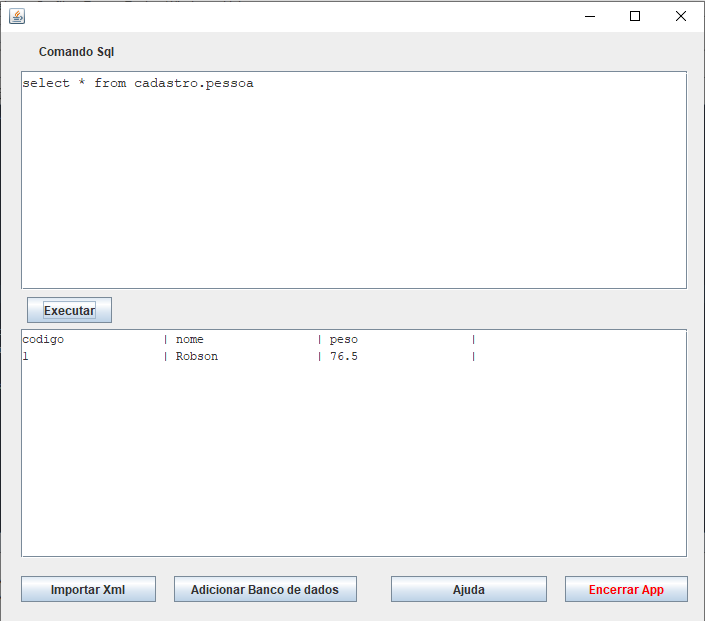 Comando Sql
select * from cadastro.pessoa
Executar
codigo | nome | peso |
1 | Robson | 76.5 |
Importar Xml
Adicionar Banco de dados
Ajuda
Encerrar App